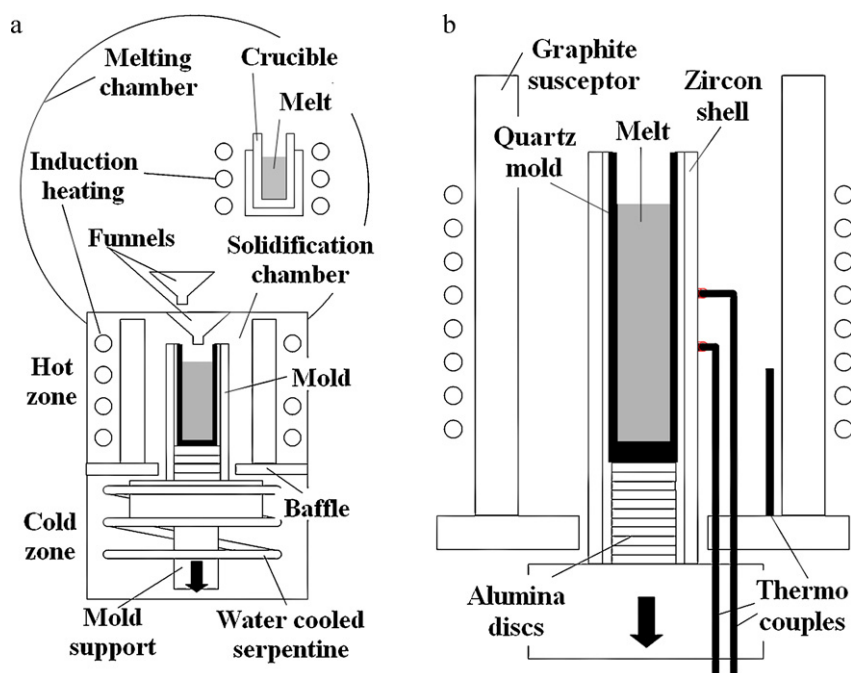 a
Melting
chamber
Crucible
Melt
Induction
heating
Funnels
Solidification
chamber
Hot
zone
Mold
Baffle
Cold
zone
Mold
support
Water cooled
serpentine
b
Graphite
susceptor
Zircon
shell
Quartz
mold
Melt
Alumina
discs
Thermo
couples